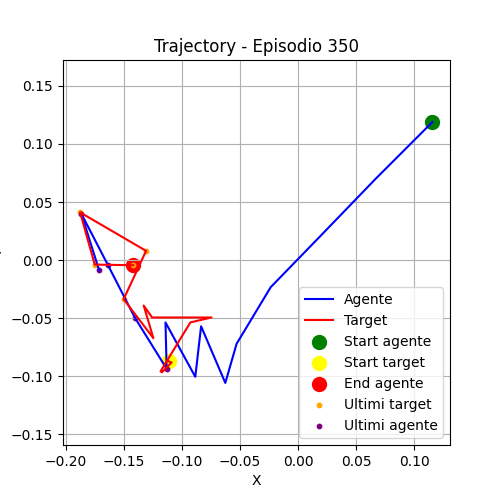 Trajectory - Episodio 350
0.15
0.10
0.05
0.00
−0.05
−0.10
−0.15
−0.20
−0.15
−0.10
−0.05
0.00
0.05
0.10
X
Agente
Target
Start agente
Start target
End agente
Ultimi target
Ultimi agente